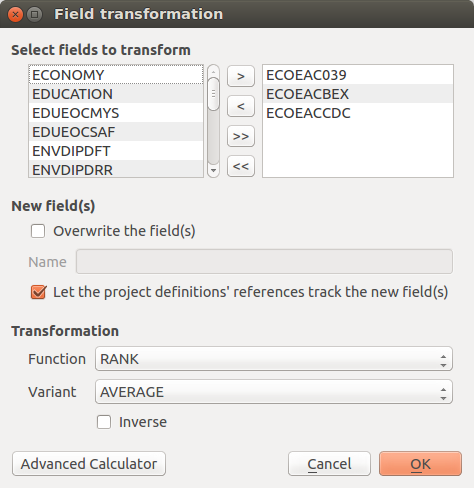 Field transformation
Select fields to transform
ECONOMY
EDUCATION
EDUEOCMYS
EDUEOCSAF
ENVDIPDFT
ENVDIPDRR
>
<
>>
<<
ECOEAC039
ECOEACBEX
ECOEACCDC
New field(s)
Overwrite the field(s)
Name
Let the project definitions' references track the new field(s)
Transformation
Function RANK
Variant AVERAGE
Inverse
Advanced Calculator Cancel OK